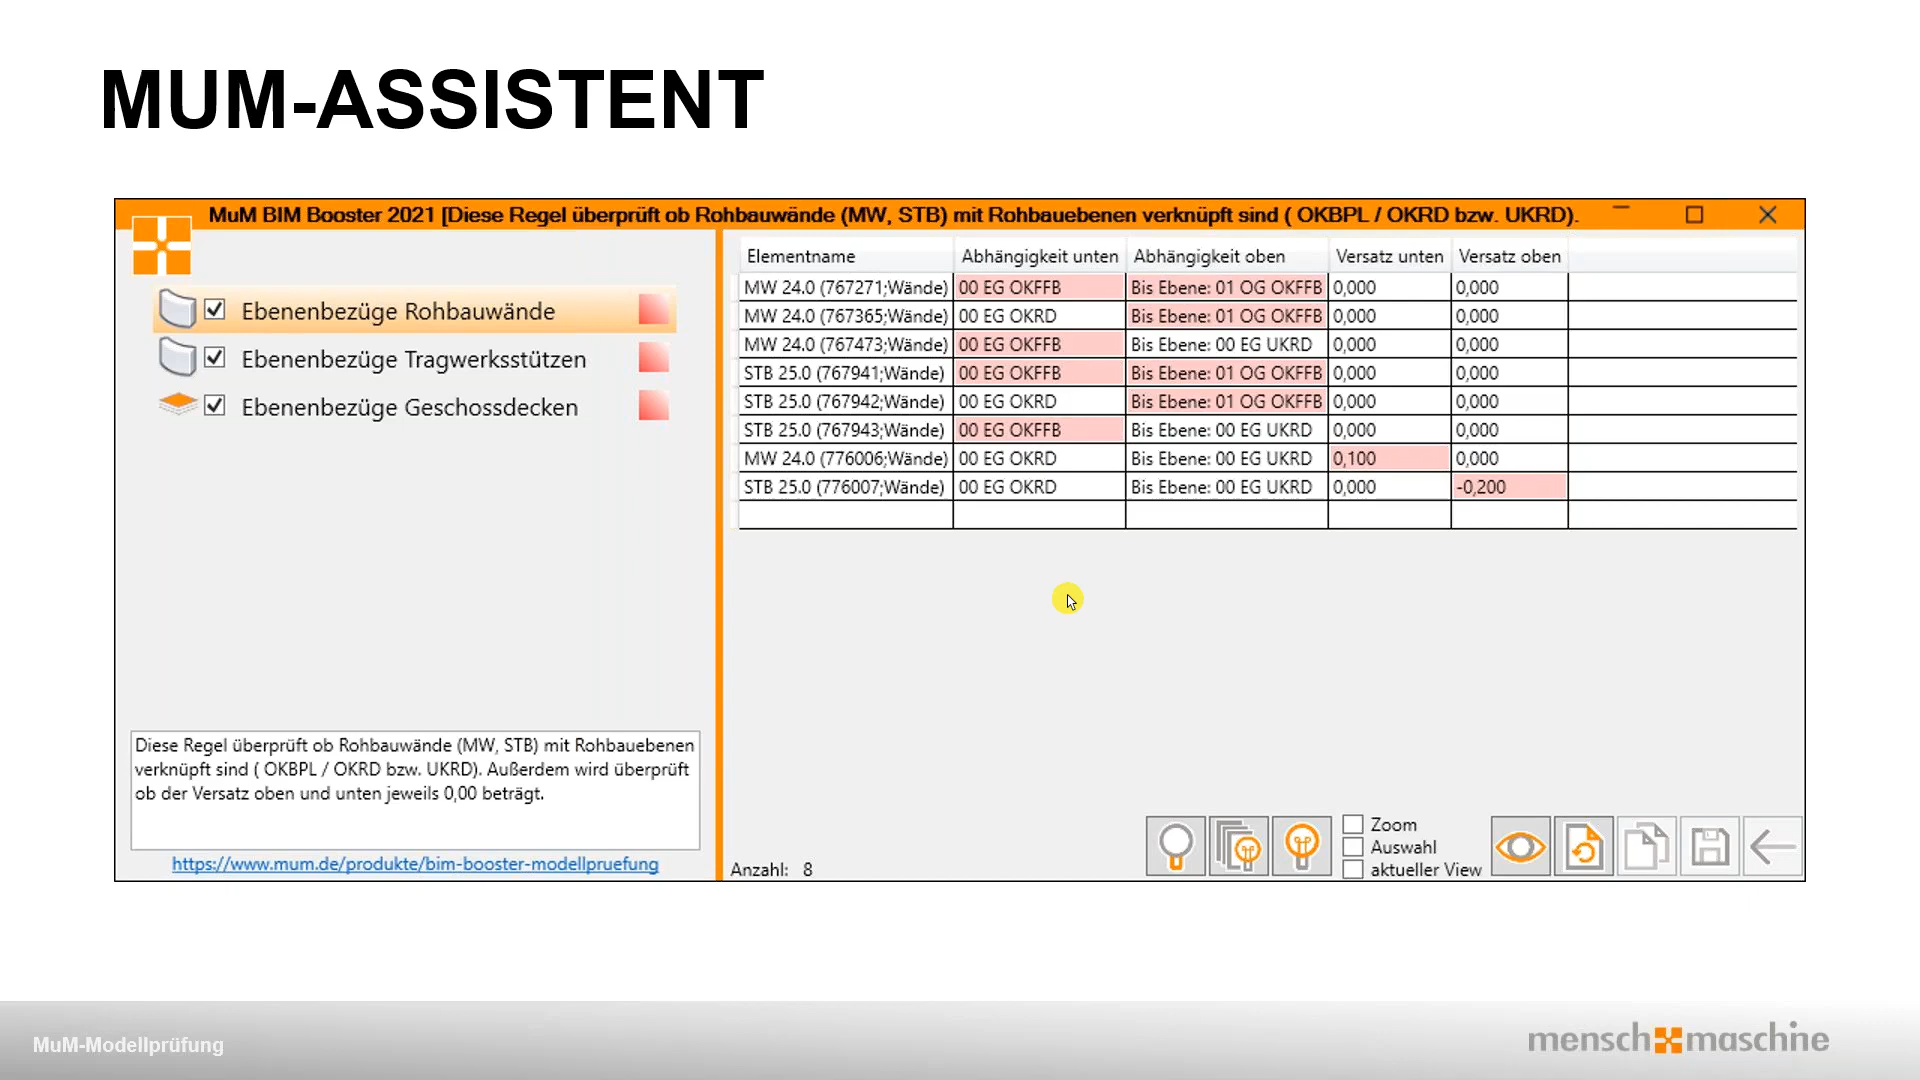 MUM-ASSISTENT
MuM BIM Booster 2021 [Diese Regel überprüft ob Rohbauwände (MW, STB) mit Rohbauebenen verknüpft sind ( OKBPL / OKRD bzw. UKRD).
Ebenenbezüge Rohbauwände
Ebenenbezüge Tragwerksstützen
Ebenenbezüge Geschossdecken
Diese Regel überprüft ob Rohbauwände (MW, STB) mit Rohbauebenen
verknüpft sind ( OKBPL / OKRD bzw. UKRD). Außerdem wird überprüft
ob der Versatz oben und unten jeweils 0,00 beträgt.
https://www.mum.de/produkte/bim-booster-modellpruefung
Elementname Abhängigkeit unten Abhängigkeit oben Versatz unten Versatz oben
MW 24.0 (767271;Wände) 00 EG OKFFB Bis Ebene: 01 OG OKFFB 0,000 0,000
MW 24.0 (767365;Wände) 00 EG OKRD Bis Ebene: 01 OG OKFFB 0,000 0,000
MW 24.0 (767473;Wände) 00 EG OKFFB Bis Ebene: 00 EG UKRD 0,000 0,000
STB 25.0 (767941;Wände) 00 EG OKFFB Bis Ebene: 01 OG OKFFB 0,000 0,000
STB 25.0 (767942;Wände) 00 EG OKRD Bis Ebene: 01 OG OKFFB 0,000 0,000
STB 25.0 (767943;Wände) 00 EG OKFFB Bis Ebene: 00 EG UKRD 0,000 0,000
MW 24.0 (776006;Wände) 00 EG OKRD Bis Ebene: 00 EG UKRD 0,100 0,000
STB 25.0 (776007;Wände) 00 EG OKRD Bis Ebene: 00 EG UKRD 0,000 -0,200
Anzahl: 8
Zoom
Auswahl
aktueller View
MuM-Modellprüfung
mensch maschine